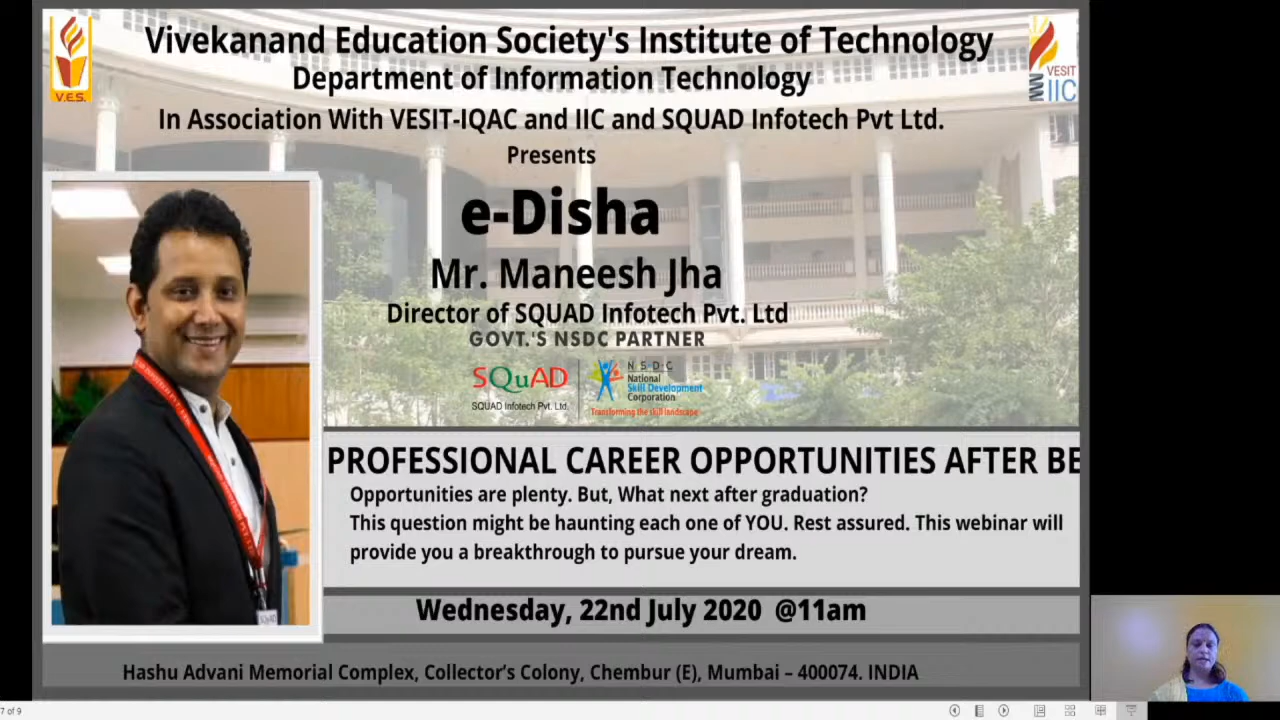 Vivekanand Education Society's Institute of Technology
Department of Information Technology
In Association With VESIT-IQAC and IIC and SQUAD Infotech Pvt Ltd.
Presents
V.E.S.
VESIT
IIC
e-Disha
Mr. Maneesh Jha
Director of SQUAD Infotech Pvt. Ltd
GOVT.'S NSDC PARTNER
SQuAD
SQUAD Infotech Pvt. Ltd.
N·S·D·C
National
Skill Development
Corporation
Transforming the skill landscape
PROFESSIONAL CAREER OPPORTUNITIES AFTER BE
Opportunities are plenty. But, What next after graduation?
This question might be haunting each one of YOU. Rest assured. This webinar will
provide you a breakthrough to pursue your dream.
Wednesday, 22nd July 2020 @11am
Hashu Advani Memorial Complex, Collector's Colony, Chembur (E), Mumbai – 400074. INDIA
7 of 9